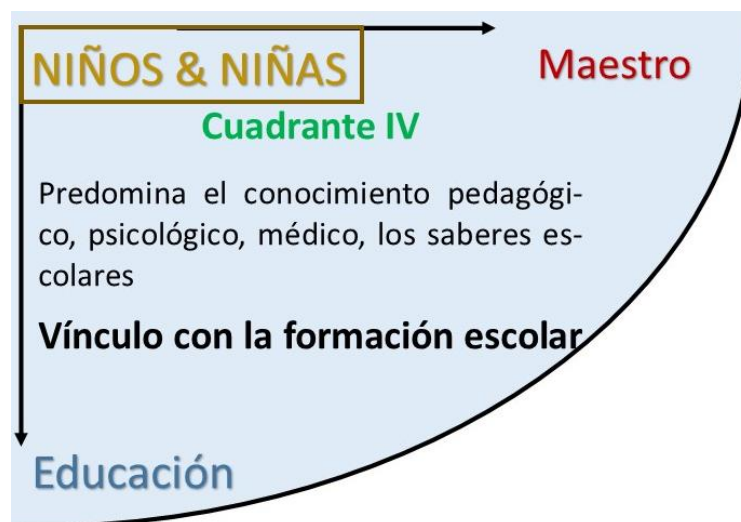 NIÑOS & NIÑAS
Maestro
Cuadrante IV
Predomina el conocimiento pedagógi-
co, psicológico, médico, los saberes es-
colares
Vínculo con la formación escolar
Educación